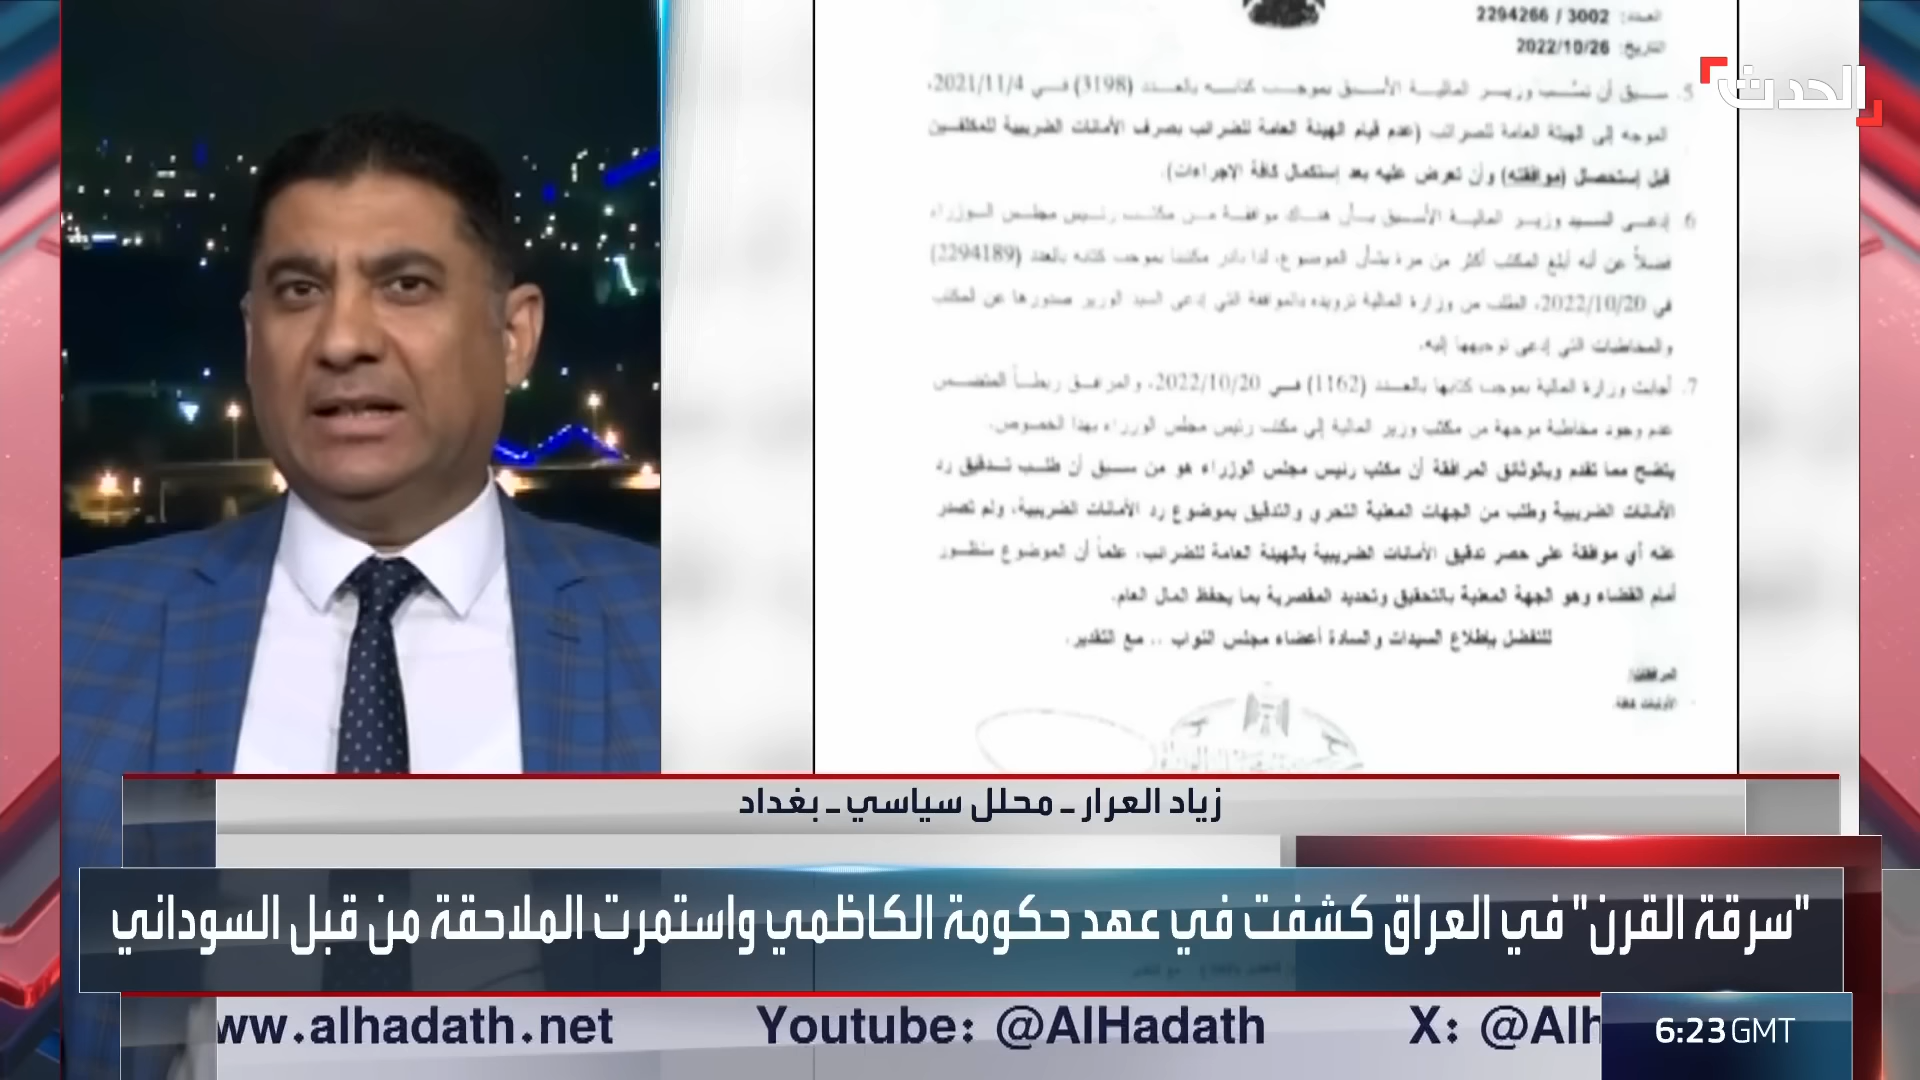 العدد: 3002 / 2294266
التاريخ: 2022/10/26
الحدث
5. سبق أن نسب وزير المالية الأسبق بموجب كتابه بالعدد (3198) في 2021/11/4،
الموجه إلى الهيئة العامة للضرائب (عدم قيام الهيئة العامة للضرائب بصرف الأمانات الضريبية للمكلفين
قبل إستحصال (موافقته) وأن تعرض عليه بعد إستكمال كافة الإجراءات).
6. إدعى السيد وزير المالية الأسبق بأن هناك موافقة من مكتب رئيس مجلس الوزراء
فضلاً عن أنه أبلغ المكتب أكثر من مرة بشأن الموضوع، لذا بادر مكتبنا بموجب كتابه بالعدد (2294189)
في 2022/10/20، الطلب من وزارة المالية تزويده بالموافقة التي إدعى السيد الوزير صدورها عن المكتب
والمخاطبات التي إدعى توجيهها إليه.
7. أجابت وزارة المالية بموجب كتابها بالعدد (1162) في 2022/10/20، والمرافق ربطاً المتضمن
عدم وجود مخاطبة موجهة من مكتب وزير المالية إلى مكتب رئيس مجلس الوزراء بهذا الخصوص.
يتضح مما تقدم وبالوثائق المرافقة أن مكتب رئيس مجلس الوزراء هو من سبق أن طلب تدقيق رد
الأمانات الضريبية وطلب من الجهات المعنية التحري والتدقيق بموضوع رد الأمانات الضريبية، ولم تصدر
عنه أي موافقة على حصر تدقيق الأمانات الضريبية بالهيئة العامة للضرائب، علماً أن الموضوع منظور
أمام القضاء وهو الجهة المعنية بالتحقيق وتحديد المقصرية بما يحفظ المال العام.
للتفضل بإطلاع السيدات والسادة أعضاء مجلس النواب .. مع التقدير.
المرافقات/
الأوليات كافة.
زياد العرار - محلل سياسي - بغداد
"سرقة القرن" في العراق كشفت في عهد حكومة الكاظمي واستمرت الملاحقة من قبل السوداني
ww.alhadath.net Youtube: @AlHadath X: @Alh
6:23 GMT